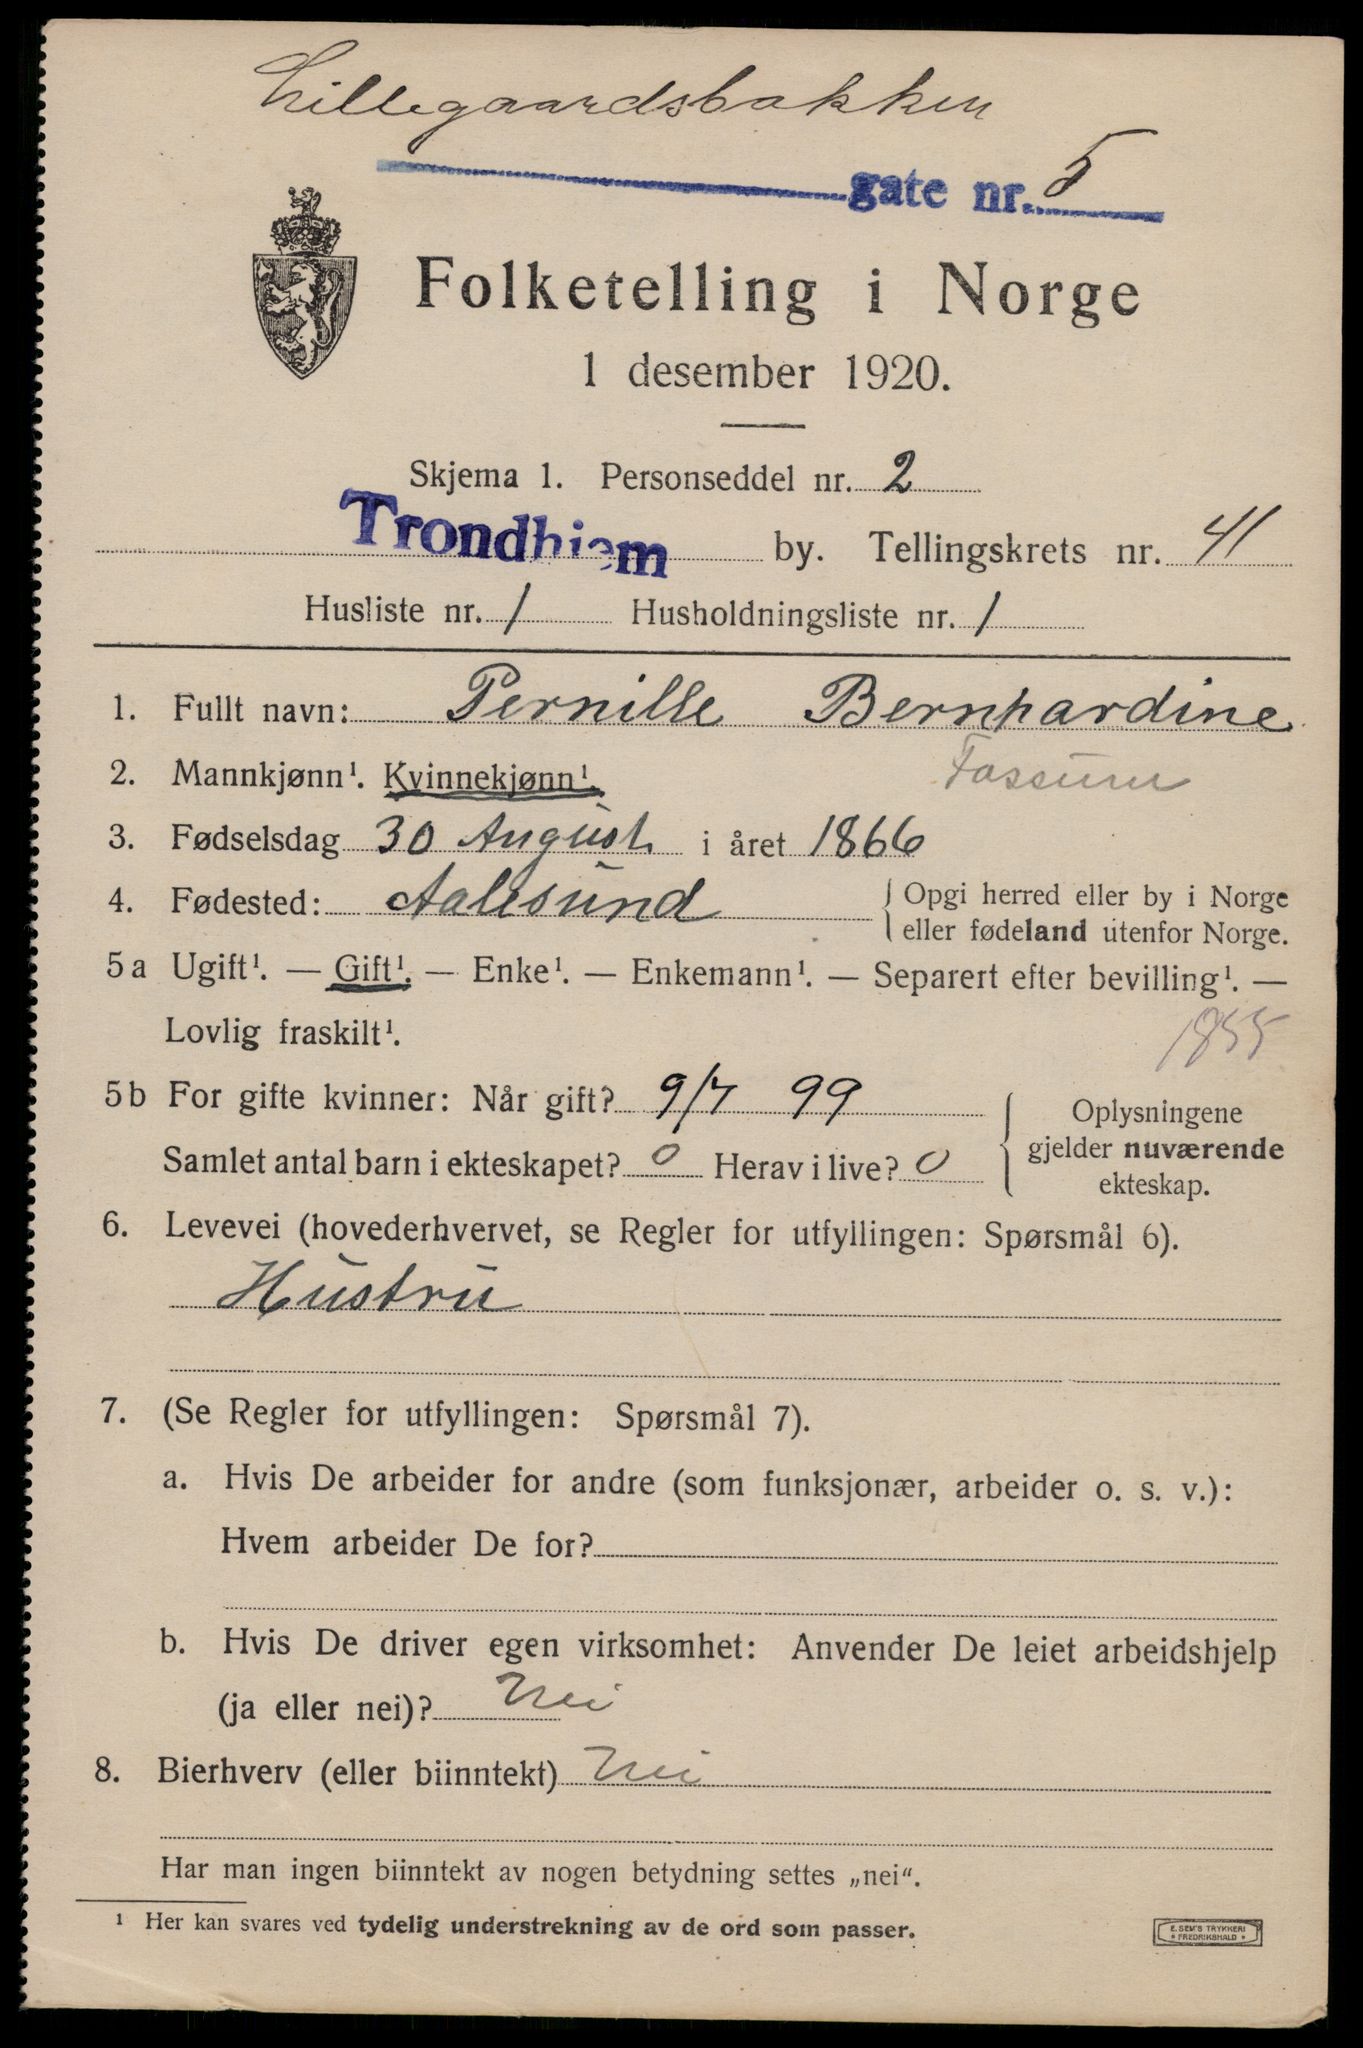 Lillegaardsbakken
gate nr. 5
Folketelling i Norge
1 desember 1920.
Skjema 1. Personseddel nr. 2
Trondhjem by. Tellingskrets nr. 41
Husliste nr. 1 Husholdningsliste nr. 1
1. Fullt navn: Pernille Bernhardine
2. Mannkjønn¹. Kvinnekjønn¹. Fossum
3. Fødselsdag 30 August i året 1866
4. Fødested: Aalesund { Opgi herred eller by i Norge
eller fødeland utenfor Norge.
5a Ugift¹. — Gift¹. — Enke¹. — Enkemann¹. — Separert efter bevilling¹. —
Lovlig fraskilt¹. 1855
5b For gifte kvinner: Når gift? 9/7 99 { Oplysningene
gjelder nuværende
Samlet antal barn i ekteskapet? 0 Herav i live? 0
ekteskap.
6. Levevei (hovederhvervet, se Regler for utfyllingen: Spørsmål 6).
Hustru
7. (Se Regler for utfyllingen: Spørsmål 7).
a. Hvis De arbeider for andre (som funksjonær, arbeider o. s. v.):
Hvem arbeider De for?
b. Hvis De driver egen virksomhet: Anvender De leiet arbeidshjelp
(ja eller nei)? Nei
8. Bierhverv (eller biinntekt) Nei
Har man ingen biinntekt av nogen betydning settes „nei".
¹ Her kan svares ved tydelig understrekning av de ord som passer.
E. SEM'S TRYKKERI
* FREDRIKSHALD *